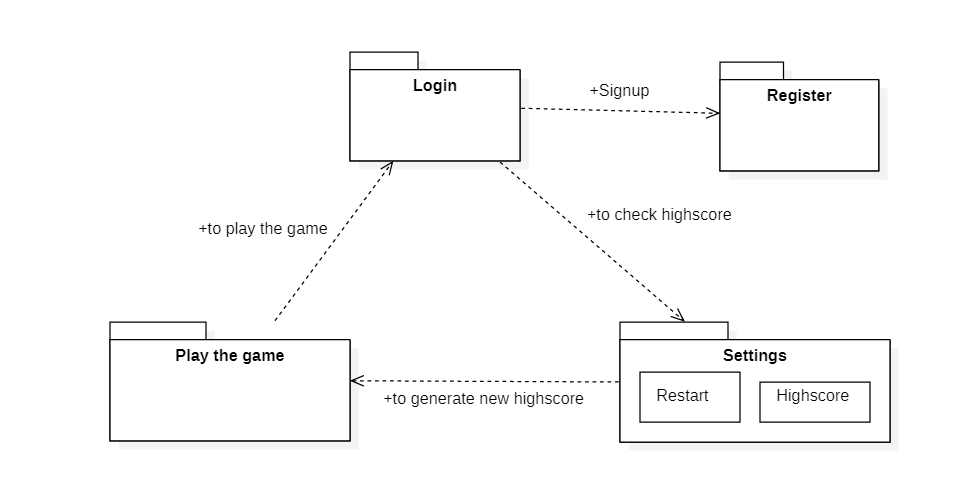 Login
+Signup
Register
+to play the game
+to check highscore
Play the game
Settings
Restart
Highscore
+to generate new highscore